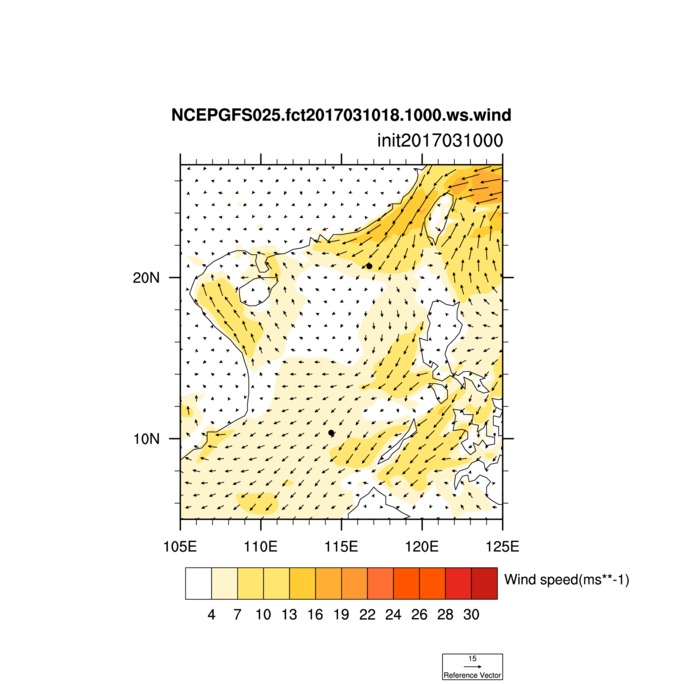 NCEPGFS025.fct2017031018.1000.ws.wind
init2017031000
20N
10N
105E 110E 115E 120E 125E
Wind speed(ms**-1)
4 7 10 13 16 19 22 24 26 28 30
15
Reference Vector